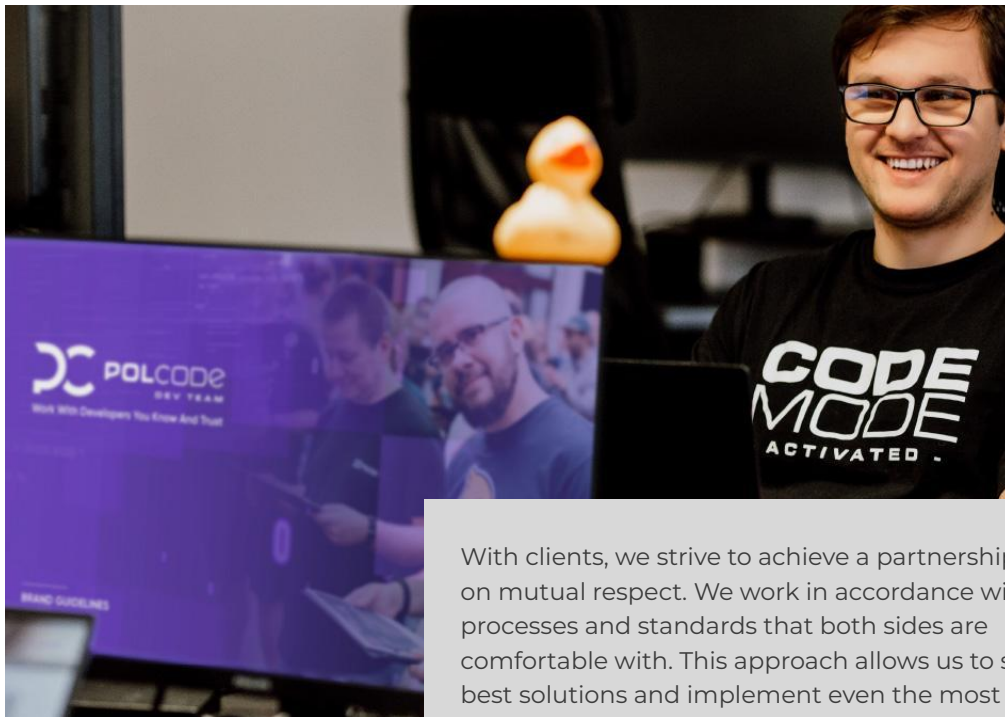 PC POLCODE
DEV TEAM
Work With Developers You Know And Trust
BRAND GUIDELINES
CODE
MODE
ACTIVATED -
With clients, we strive to achieve a partnership
on mutual respect. We work in accordance wi
processes and standards that both sides are
comfortable with. This approach allows us to s
best solutions and implement even the most